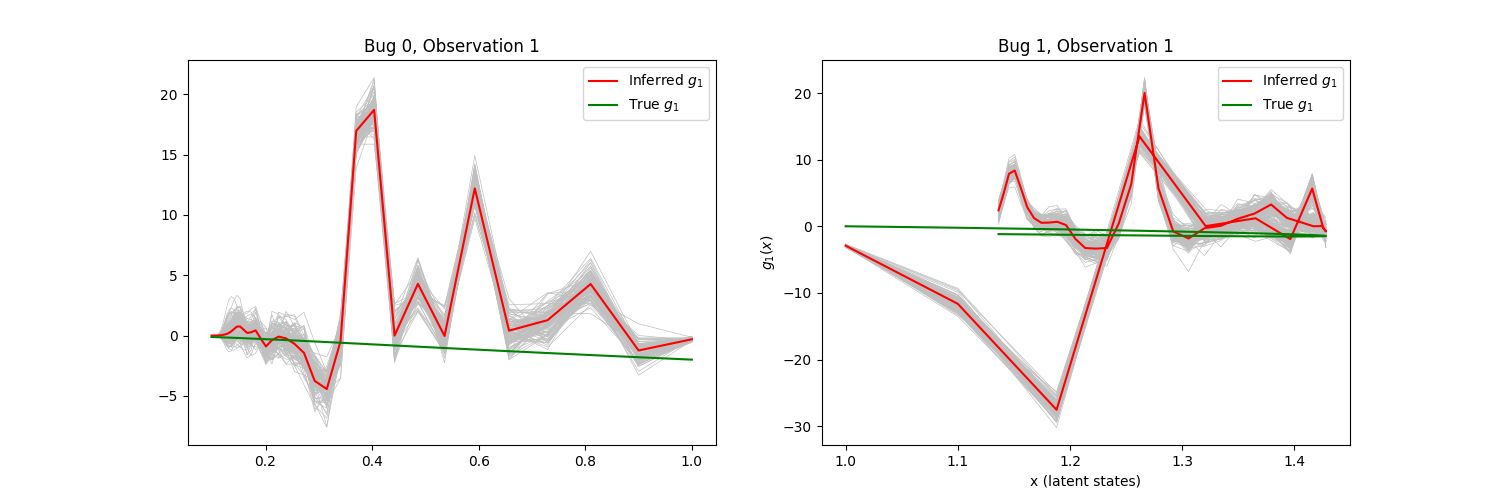 Bug 0, Observation 1
Inferred g₁
True g₁
20
15
10
5
0
−5
0.2 0.4 0.6 0.8 1.0
Bug 1, Observation 1
Inferred g₁
True g₁
g₁(x)
20
10
0
−10
−20
−30
1.0 1.1 1.2 1.3 1.4
x (latent states)